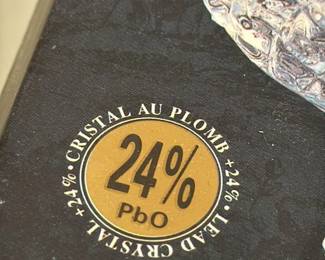 +24%·CRISTAL AU PLOMB
+24%·LEAD CRYSTAL
24%
PbO